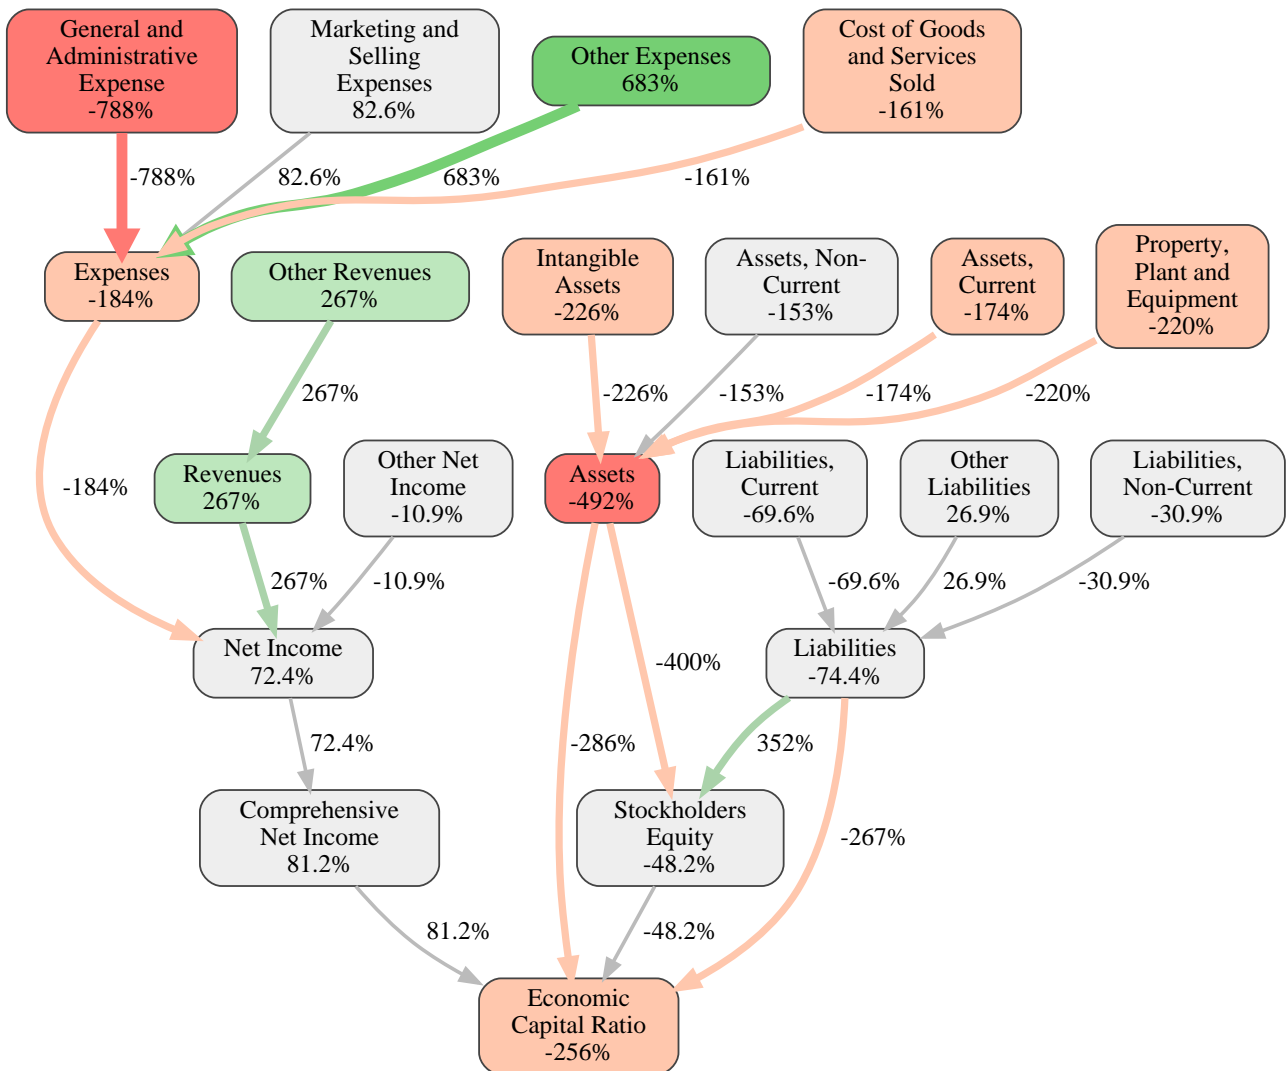 General and
Administrative
Expense
-788%
Marketing and
Selling
Expenses
82.6%
Other Expenses
683%
Cost of Goods
and Services
Sold
-161%
-788%
82.6%
683%
-161%
Expenses
-184%
Other Revenues
267%
Intangible
Assets
-226%
Assets, Non-
Current
-153%
Assets,
Current
-174%
Property,
Plant and
Equipment
-220%
267%
-226%
-153%
-174%
-220%
-184%
Revenues
267%
Other Net
Income
-10.9%
Assets
-492%
Liabilities,
Current
-69.6%
Other
Liabilities
26.9%
Liabilities,
Non-Current
-30.9%
267%
-10.9%
-69.6%
26.9%
-30.9%
Net Income
72.4%
-400%
Liabilities
-74.4%
72.4%
-286%
352%
Comprehensive
Net Income
81.2%
Stockholders
Equity
-48.2%
-267%
81.2%
-48.2%
Economic
Capital Ratio
-256%